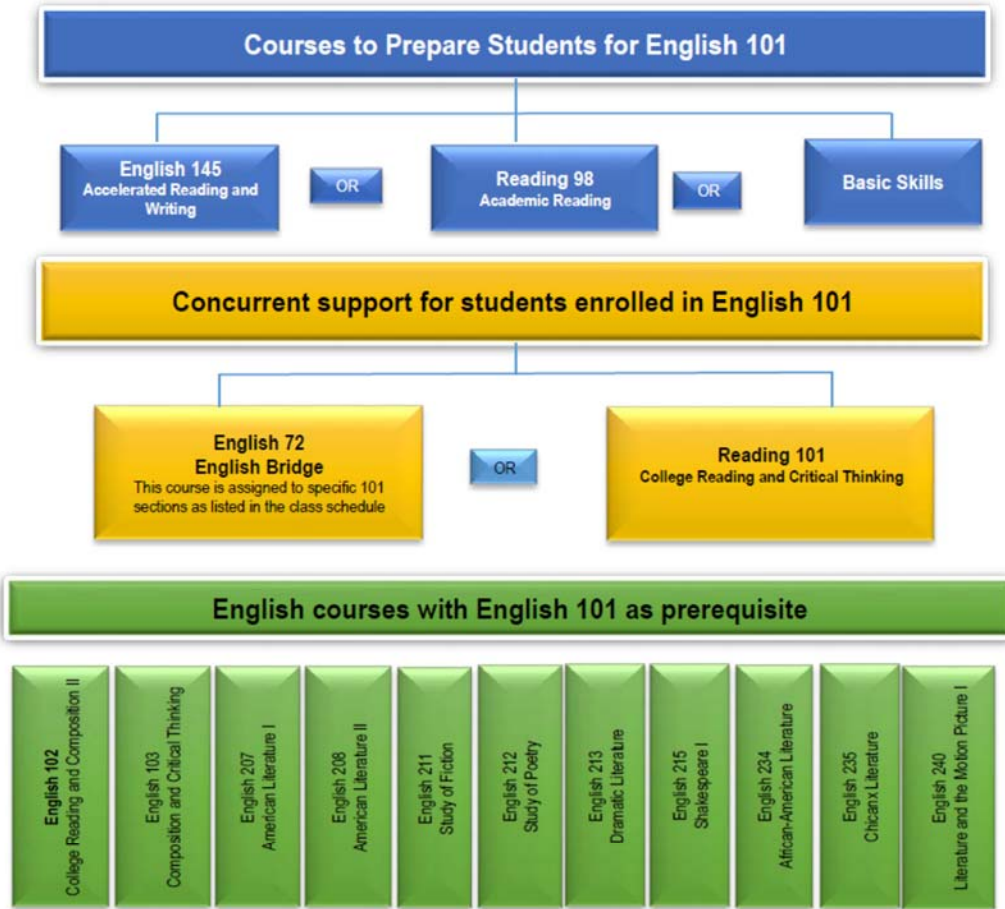 Courses to Prepare Students for English 101
English 145
Accelerated Reading and
Writing
OR
Reading 98
Academic Reading
OR
Basic Skills
Concurrent support for students enrolled in English 101
English 72
English Bridge
This course is assigned to specific 101
sections as listed in the class schedule
OR
Reading 101
College Reading and Critical Thinking
English courses with English 101 as prerequisite
English 102
College Reading and Composition II
English 103
Composition and Critical Thinking
English 207
American Literature I
English 208
American Literature II
English 211
Study of Fiction
English 212
Study of Poetry
English 213
Dramatic Literature
English 215
Shakespeare I
English 234
African-American Literature
English 235
Chicanx Literature
English 240
Literature and the Motion Picture I